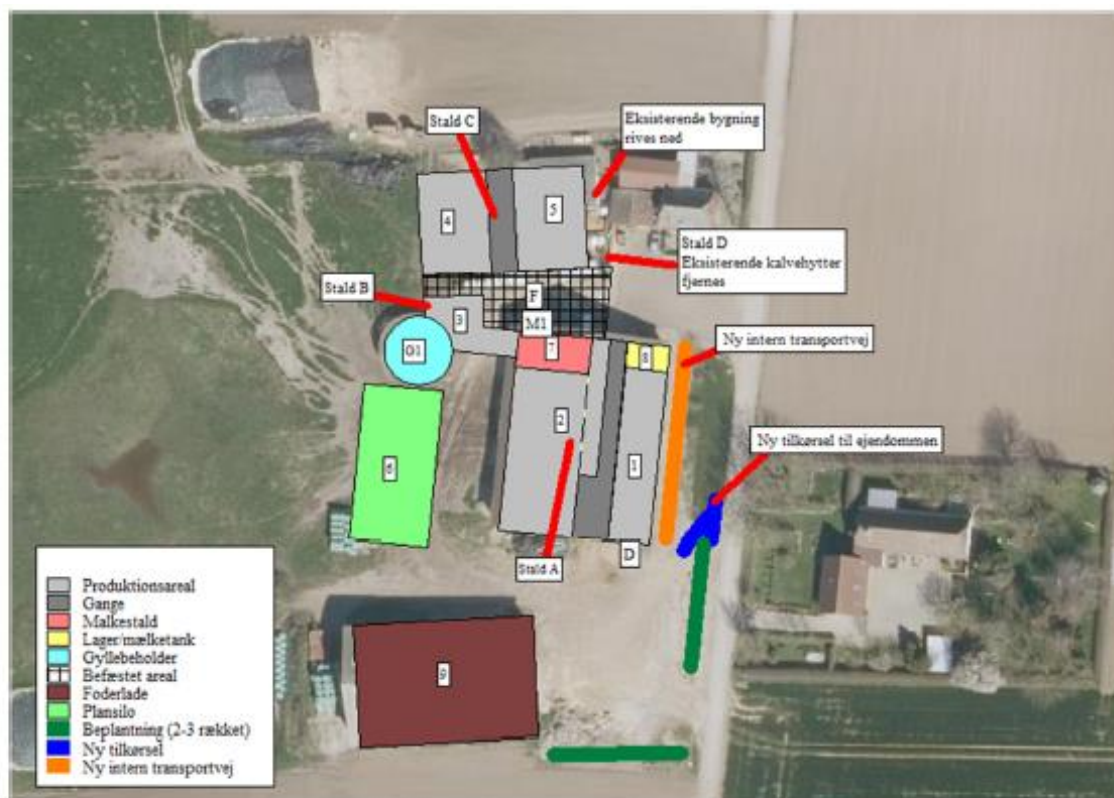 Stald C
Eksisterende bygning
rives ned
4
5
Stald D
Eksisterende kalvehytter
fjernes
Stald B
F
3
M1
Ny intern transportvej
G1
7
8
2
Ny tilkørsel til ejendommen
6
1
D
Stald A
Produktionsareal
Gange
Malkestald
Lager/mælketank
Gyllebeholder
Befæstet areal
Foderlade
Plansilo
Beplantning (2-3 rækket)
Ny tilkørsel
Ny intern transportvej
9